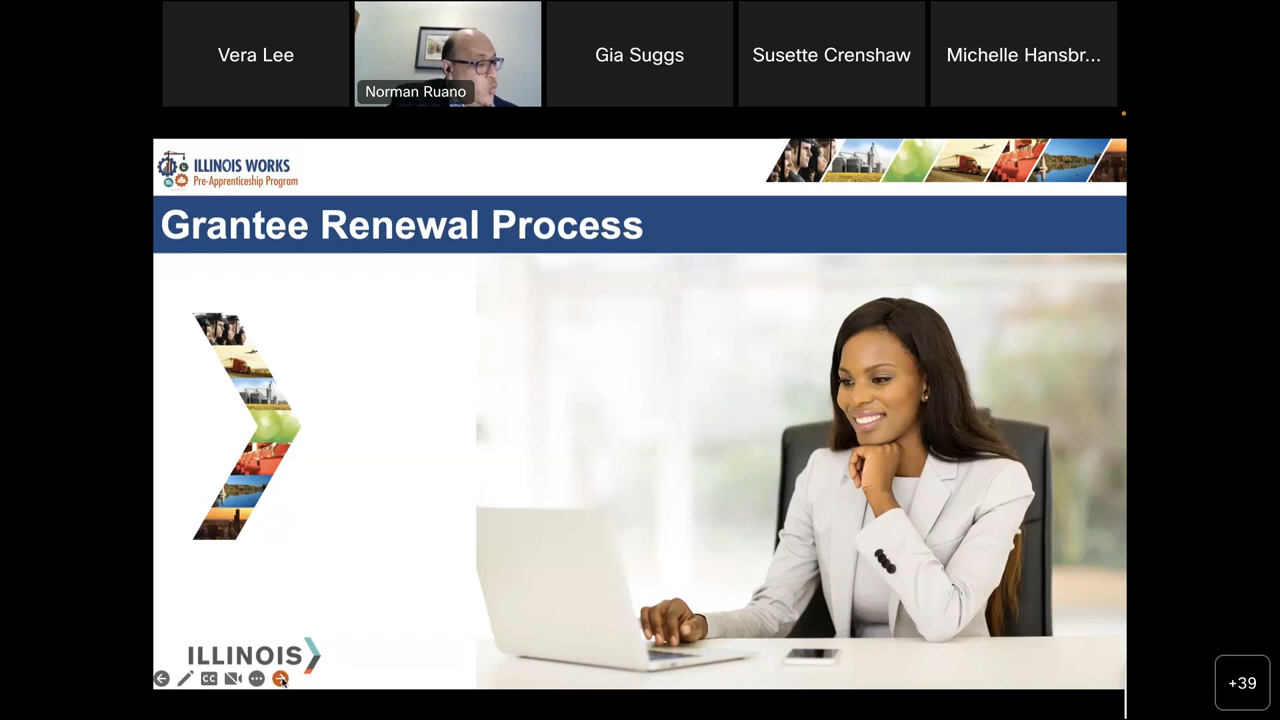 Vera Lee
Norman Ruano
Gia Suggs
Susette Crenshaw
Michelle Hansbr...
ILLINOIS WORKS
Pre-Apprenticeship Program
Grantee Renewal Process
ILLINOIS
CC
+39